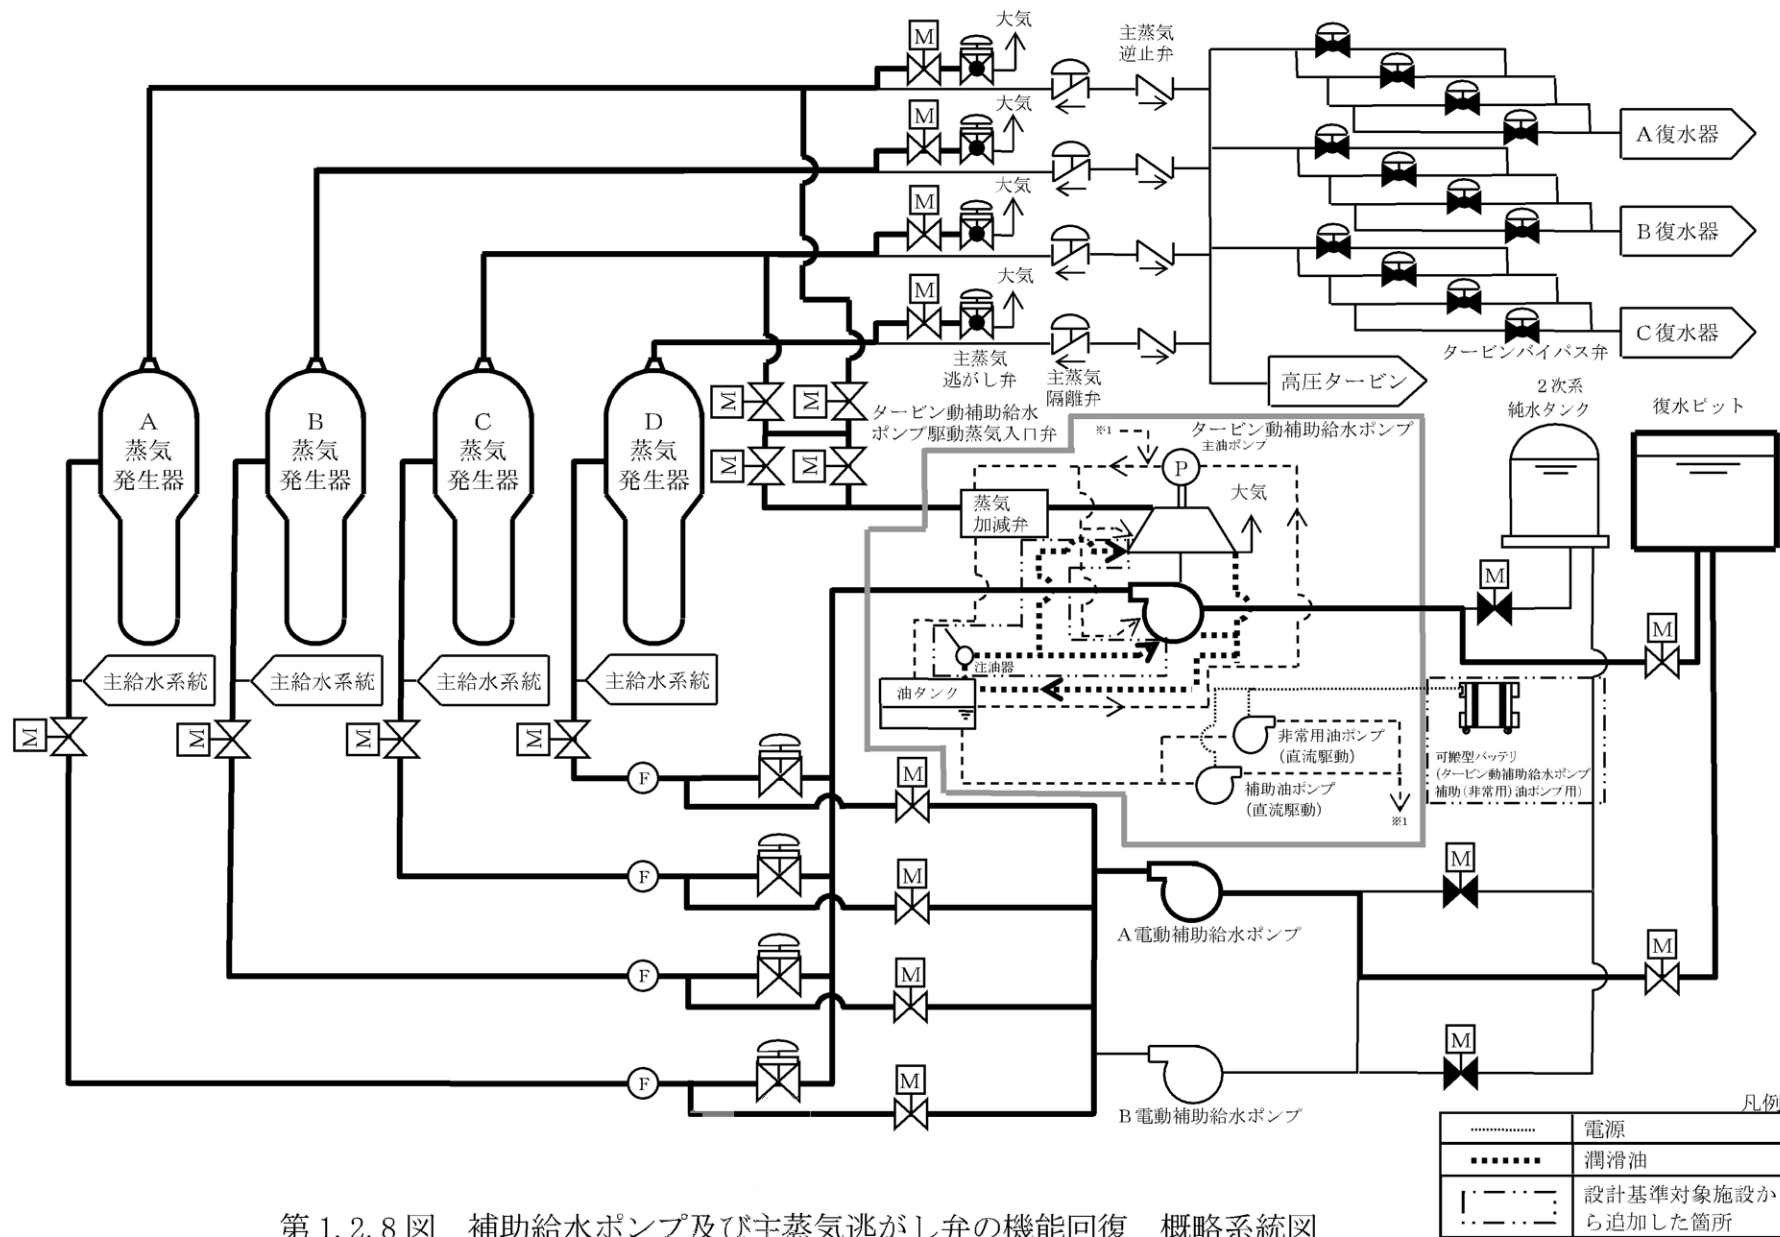 M
大気
主蒸気
逆止弁
M
大気
A復水器
M
大気
B復水器
M
大気
C復水器
主蒸気
逃がし弁
主蒸気
隔離弁
タービンバイパス弁
高圧タービン
2次系
純水タンク
復水ピット
A
蒸気
発生器
B
蒸気
発生器
C
蒸気
発生器
D
蒸気
発生器
M
M
M
M
タービン動補助給水
ポンプ駆動蒸気入口弁
※1
タービン動補助給水ポンプ
主油ポンプ
P
大気
蒸気
加減弁
M
M
注油器
油タンク
主給水系統
主給水系統
主給水系統
主給水系統
M
M
M
M
非常用油ポンプ
(直流駆動)
補助油ポンプ
(直流駆動)
※1
可搬型バッテリ
(タービン動補助給水ポンプ
補助(非常用)油ポンプ用)
F
M
F
M
M
A電動補助給水ポンプ
F
M
M
F
M
M
B電動補助給水ポンプ
凡例
電源
潤滑油
設計基準対象施設か
ら追加した箇所
第1.2.8図 補助給水ポンプ及び主蒸気逃がし弁の機能回復 概略系統図